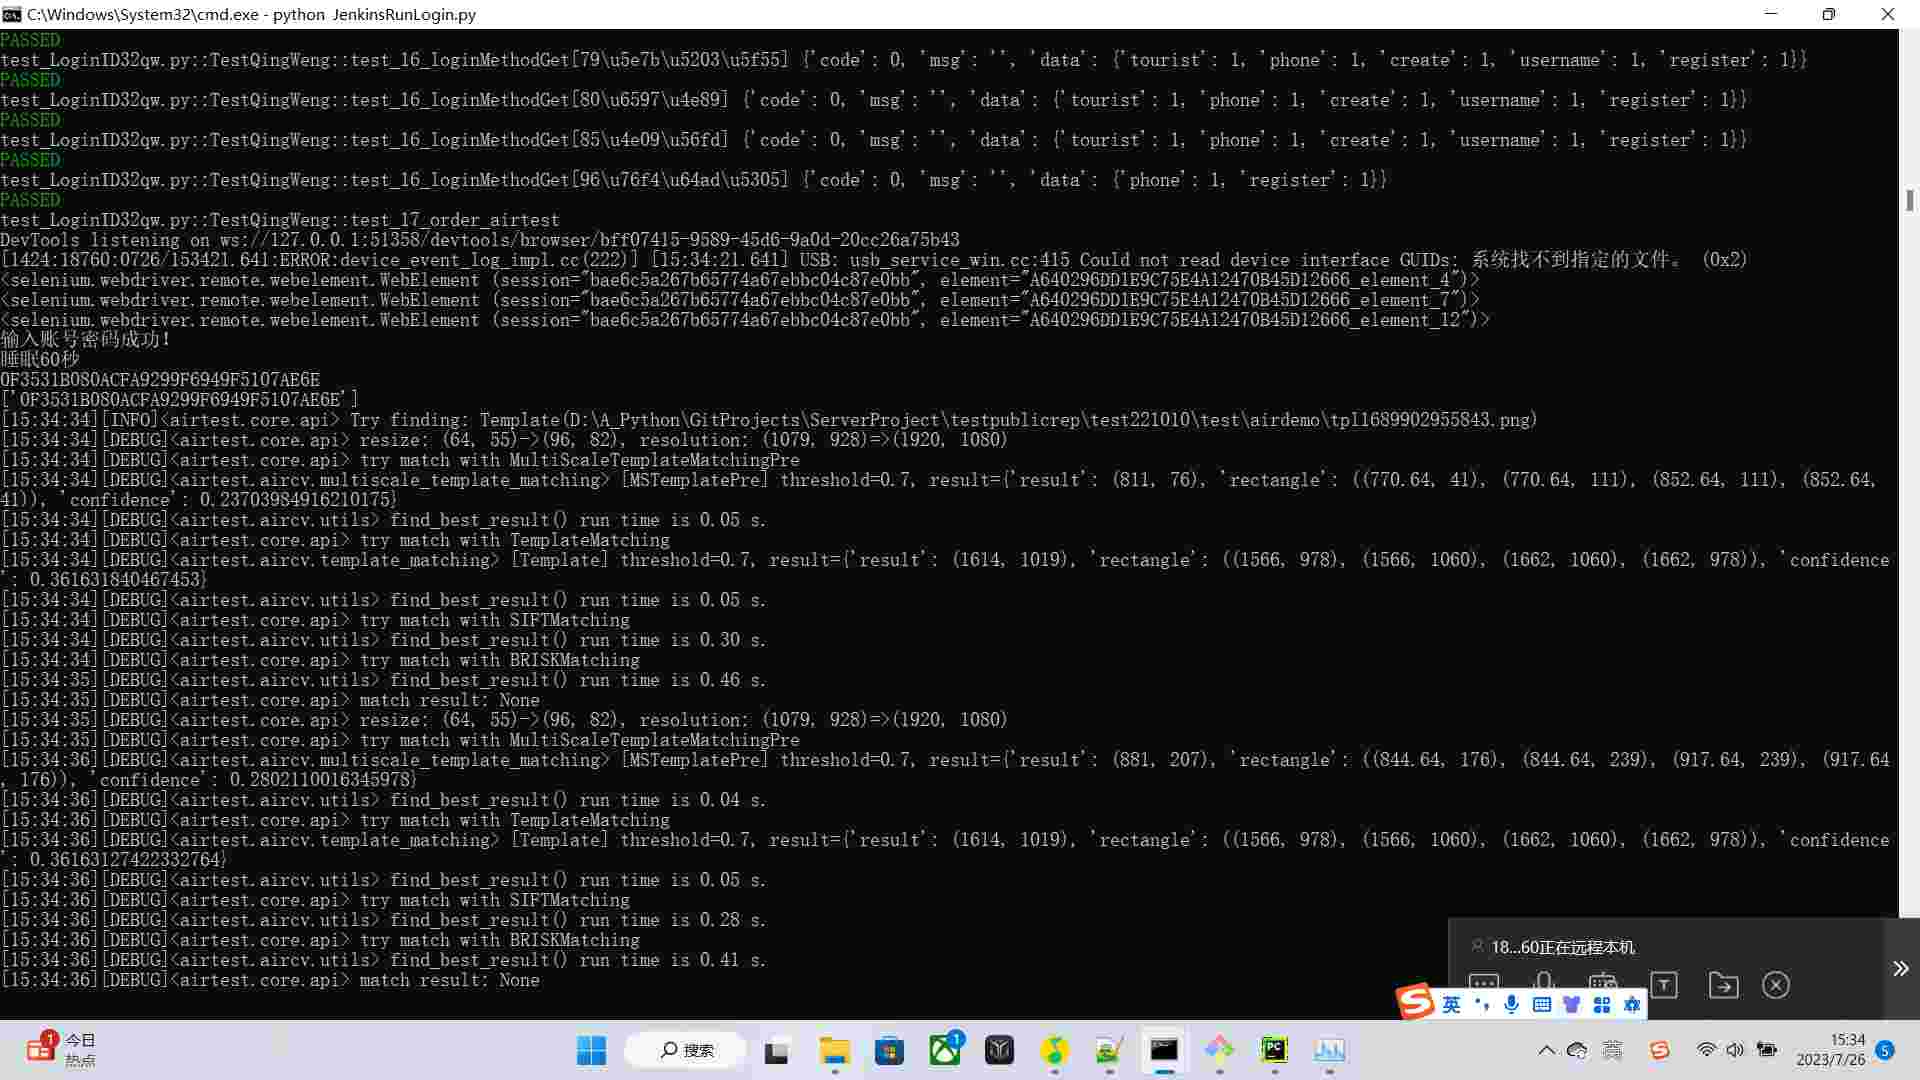 C:\Windows\System32\cmd.exe - python  JenkinsRunLogin.py
PASSED
test_LoginID32qw.py::TestQingWeng::test_16_loginMethodGet[79\u5e7b\u5203\u5f55] {'code': 0, 'msg': '', 'data': {'tourist': 1, 'phone': 1, 'create': 1, 'username': 1, 'register': 1}}
PASSED
test_LoginID32qw.py::TestQingWeng::test_16_loginMethodGet[80\u6597\u4e89] {'code': 0, 'msg': '', 'data': {'tourist': 1, 'phone': 1, 'create': 1, 'username': 1, 'register': 1}}
PASSED
test_LoginID32qw.py::TestQingWeng::test_16_loginMethodGet[85\u4e09\u56fd] {'code': 0, 'msg': '', 'data': {'tourist': 1, 'phone': 1, 'create': 1, 'username': 1, 'register': 1}}
PASSED
test_LoginID32qw.py::TestQingWeng::test_16_loginMethodGet[96\u76f4\u64ad\u5305] {'code': 0, 'msg': '', 'data': {'phone': 1, 'register': 1}}
PASSED
test_LoginID32qw.py::TestQingWeng::test_17_order_airtest
DevTools listening on ws://127.0.0.1:51358/devtools/browser/bff07415-9589-45d6-9a0d-20cc26a75b43
[1424:18760:0726/153421.641:ERROR:device_event_log_impl.cc(222)] [15:34:21.641] USB: usb_service_win.cc:415 Could not read device interface GUIDs: 系统找不到指定的文件。 (0x2)
<selenium.webdriver.remote.webelement.WebElement (session="bae6c5a267b65774a67ebbc04c87e0bb", element="A640296DD1E9C75E4A12470B45D12666_element_4")>
<selenium.webdriver.remote.webelement.WebElement (session="bae6c5a267b65774a67ebbc04c87e0bb", element="A640296DD1E9C75E4A12470B45D12666_element_7")>
<selenium.webdriver.remote.webelement.WebElement (session="bae6c5a267b65774a67ebbc04c87e0bb", element="A640296DD1E9C75E4A12470B45D12666_element_12")>
输入账号密码成功!
睡眠60秒
0F3531B080ACFA9299F6949F5107AE6E
['0F3531B080ACFA9299F6949F5107AE6E']
[15:34:34][INFO]<airtest.core.api> Try finding: Template(D:\A_Python\GitProjects\ServerProject\testpublicrep\test221010\test\airdemo\tpl1689902955843.png)
[15:34:34][DEBUG]<airtest.core.api> resize: (64, 55)->(96, 82), resolution: (1079, 928)=>(1920, 1080)
[15:34:34][DEBUG]<airtest.core.api> try match with MultiScaleTemplateMatchingPre
[15:34:34][DEBUG]<airtest.aircv.multiscale_template_matching> [MSTemplatePre] threshold=0.7, result={'result': (811, 76), 'rectangle': ((770.64, 41), (770.64, 111), (852.64, 111), (852.64,
41)), 'confidence': 0.23703984916210175}
[15:34:34][DEBUG]<airtest.aircv.utils> find_best_result() run time is 0.05 s.
[15:34:34][DEBUG]<airtest.core.api> try match with TemplateMatching
[15:34:34][DEBUG]<airtest.aircv.template_matching> [Template] threshold=0.7, result={'result': (1614, 1019), 'rectangle': ((1566, 978), (1566, 1060), (1662, 1060), (1662, 978)), 'confidence
': 0.361631840467453}
[15:34:34][DEBUG]<airtest.aircv.utils> find_best_result() run time is 0.05 s.
[15:34:34][DEBUG]<airtest.core.api> try match with SIFTMatching
[15:34:34][DEBUG]<airtest.aircv.utils> find_best_result() run time is 0.30 s.
[15:34:34][DEBUG]<airtest.core.api> try match with BRISKMatching
[15:34:35][DEBUG]<airtest.aircv.utils> find_best_result() run time is 0.46 s.
[15:34:35][DEBUG]<airtest.core.api> match result: None
[15:34:35][DEBUG]<airtest.core.api> resize: (64, 55)->(96, 82), resolution: (1079, 928)=>(1920, 1080)
[15:34:35][DEBUG]<airtest.core.api> try match with MultiScaleTemplateMatchingPre
[15:34:36][DEBUG]<airtest.aircv.multiscale_template_matching> [MSTemplatePre] threshold=0.7, result={'result': (881, 207), 'rectangle': ((844.64, 176), (844.64, 239), (917.64, 239), (917.64
, 176)), 'confidence': 0.2802110016345978}
[15:34:36][DEBUG]<airtest.aircv.utils> find_best_result() run time is 0.04 s.
[15:34:36][DEBUG]<airtest.core.api> try match with TemplateMatching
[15:34:36][DEBUG]<airtest.aircv.template_matching> [Template] threshold=0.7, result={'result': (1614, 1019), 'rectangle': ((1566, 978), (1566, 1060), (1662, 1060), (1662, 978)), 'confidence
': 0.36163127422332764}
[15:34:36][DEBUG]<airtest.aircv.utils> find_best_result() run time is 0.05 s.
[15:34:36][DEBUG]<airtest.core.api> try match with SIFTMatching
[15:34:36][DEBUG]<airtest.aircv.utils> find_best_result() run time is 0.28 s.
[15:34:36][DEBUG]<airtest.core.api> try match with BRISKMatching
[15:34:36][DEBUG]<airtest.aircv.utils> find_best_result() run time is 0.41 s.
[15:34:36][DEBUG]<airtest.core.api> match result: None
18...60正在远程本机
英
1
今日
热点
搜索
1
PC
英
15:34
2023/7/26
5